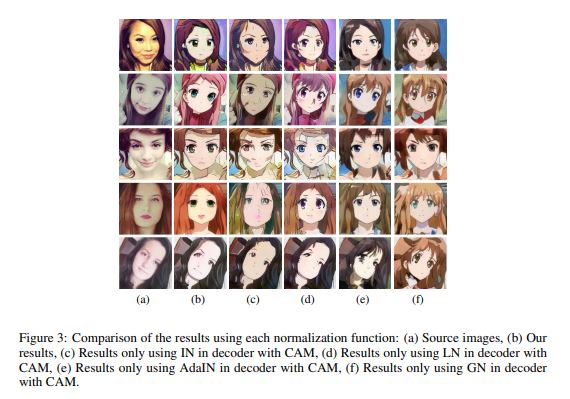 (a) (b) (c) (d) (e) (f)
Figure 3: Comparison of the results using each normalization function: (a) Source images, (b) Our
results, (c) Results only using IN in decoder with CAM, (d) Results only using LN in decoder with
CAM, (e) Results only using AdaIN in decoder with CAM, (f) Results only using GN in decoder
with CAM.